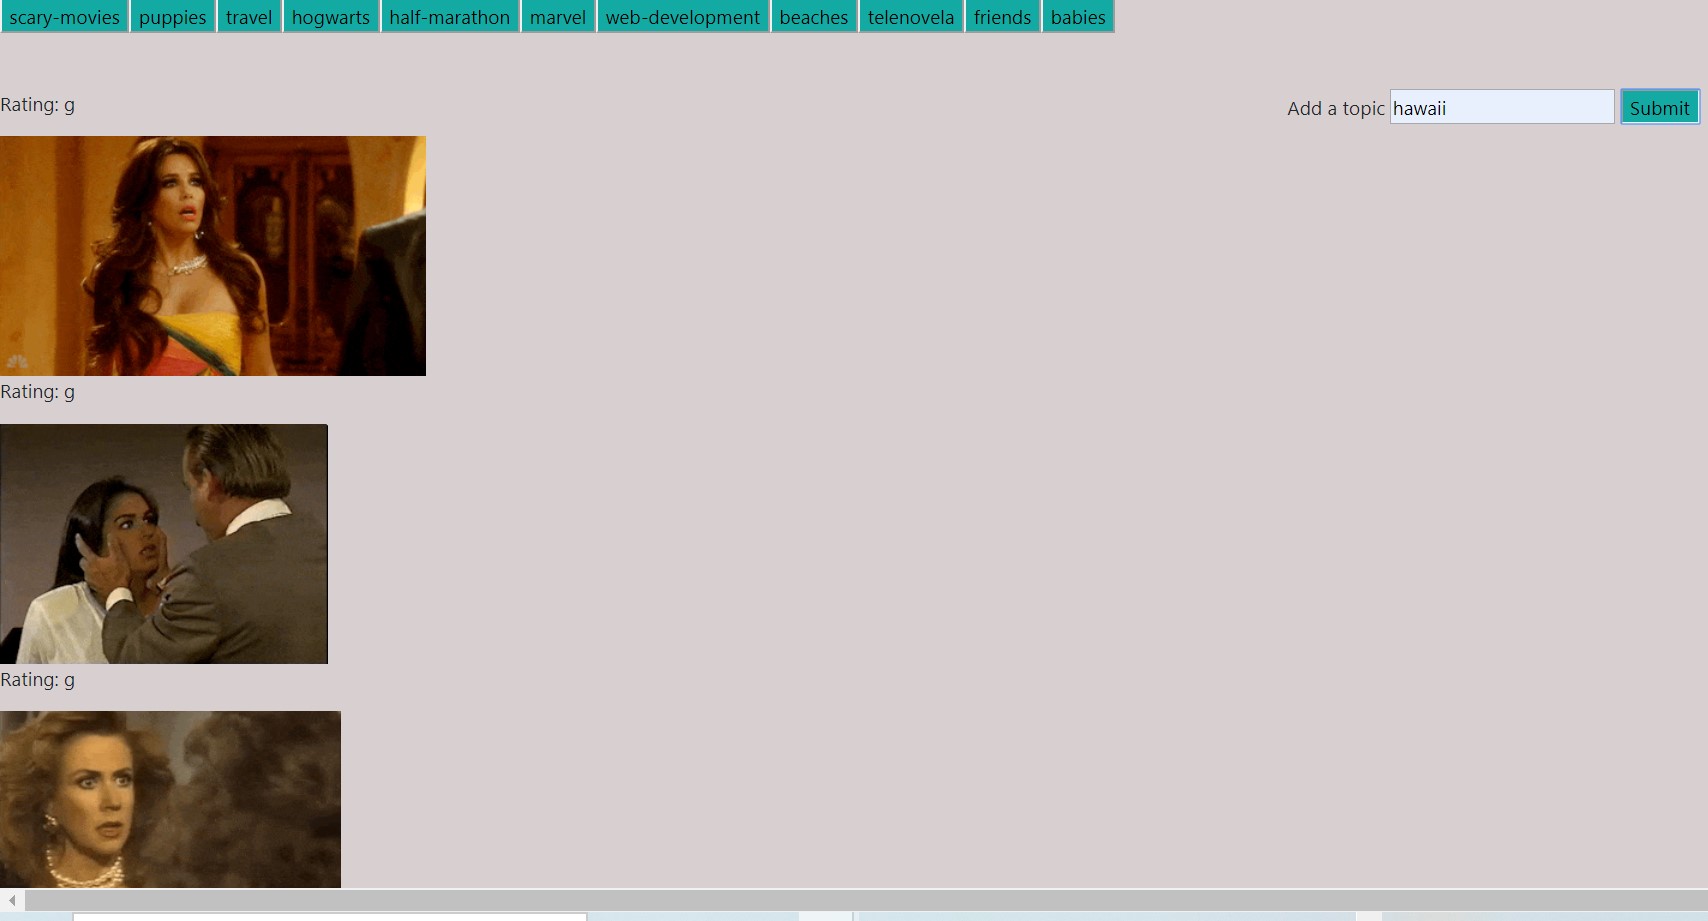 scary-movies puppies travel hogwarts half-marathon marvel web-development beaches telenovela friends babies
Rating: g
Add a topic hawaii Submit
Rating: g
Rating: g